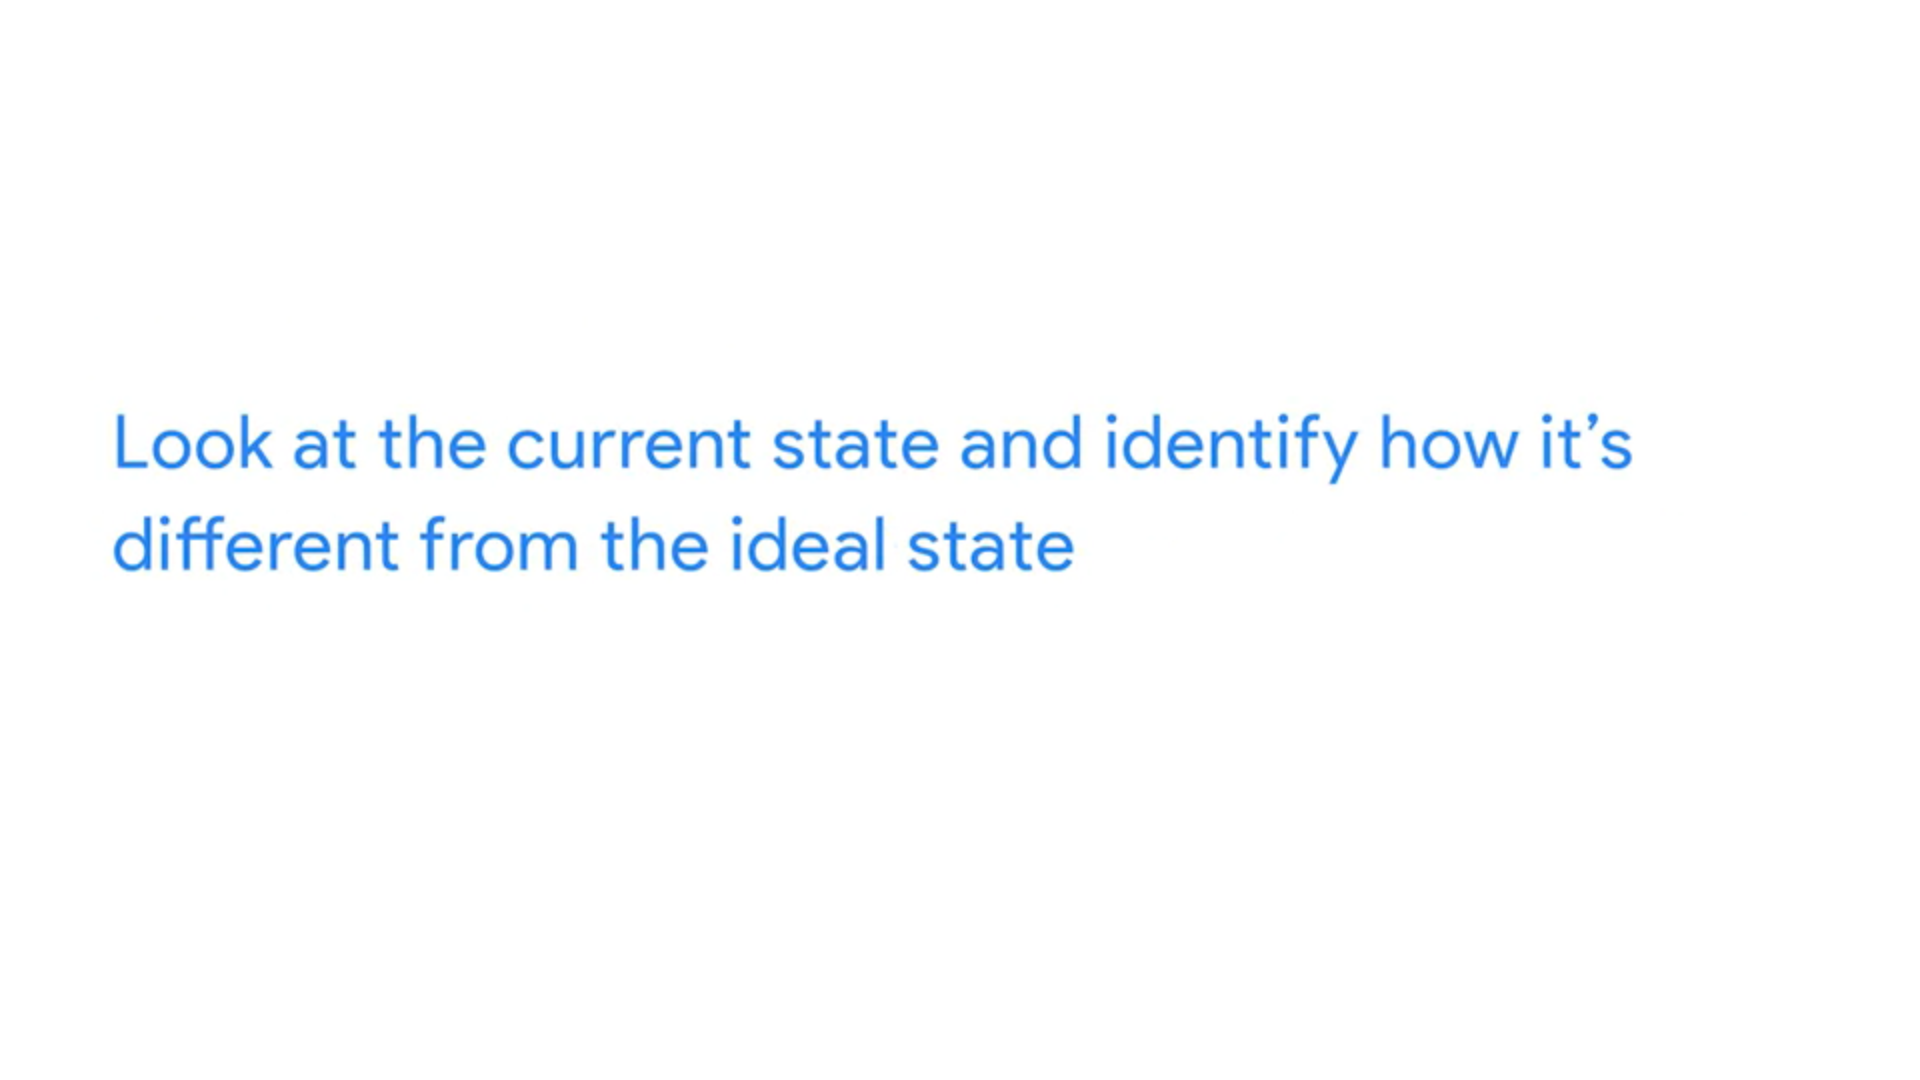 Look at the current state and identify how it’s
different from the ideal state